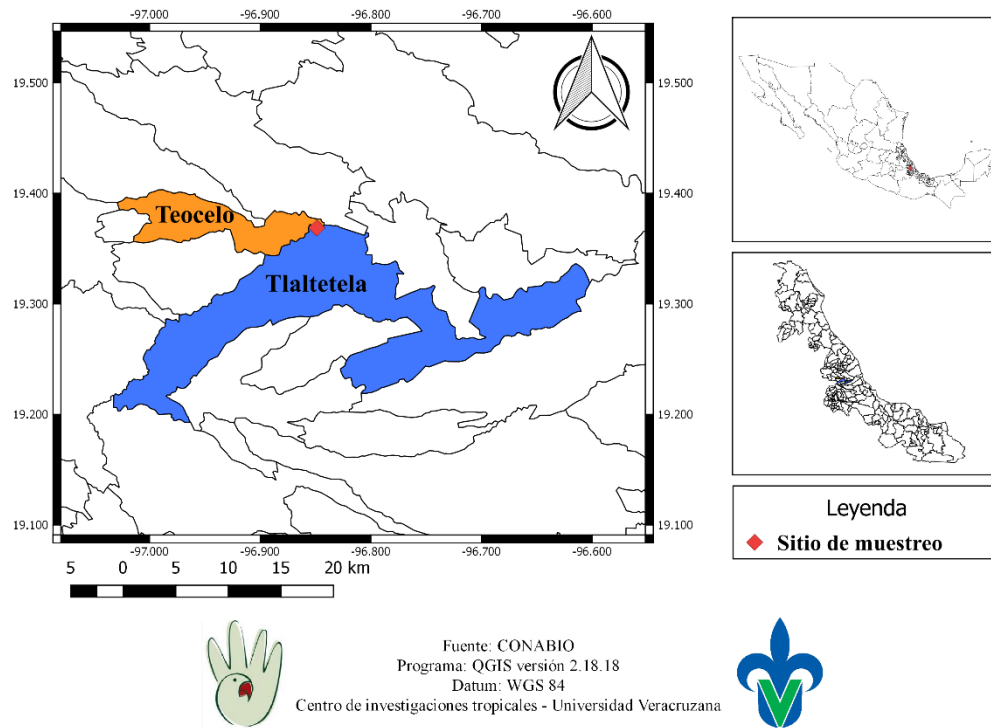 -97.000 -96.900 -96.800 -96.700 -96.600
19.500 19.500
19.400 19.400
Teocelo
Tlaltetela
19.300 19.300
19.200 19.200
19.100 19.100
-97.000 -96.900 -96.800 -96.700 -96.600
5 0 5 10 15 20 km
Leyenda
Sitio de muestreo
Fuente: CONABIO
Programa: QGIS versión 2.18.18
Datum: WGS 84
Centro de investigaciones tropicales - Universidad Veracruzana